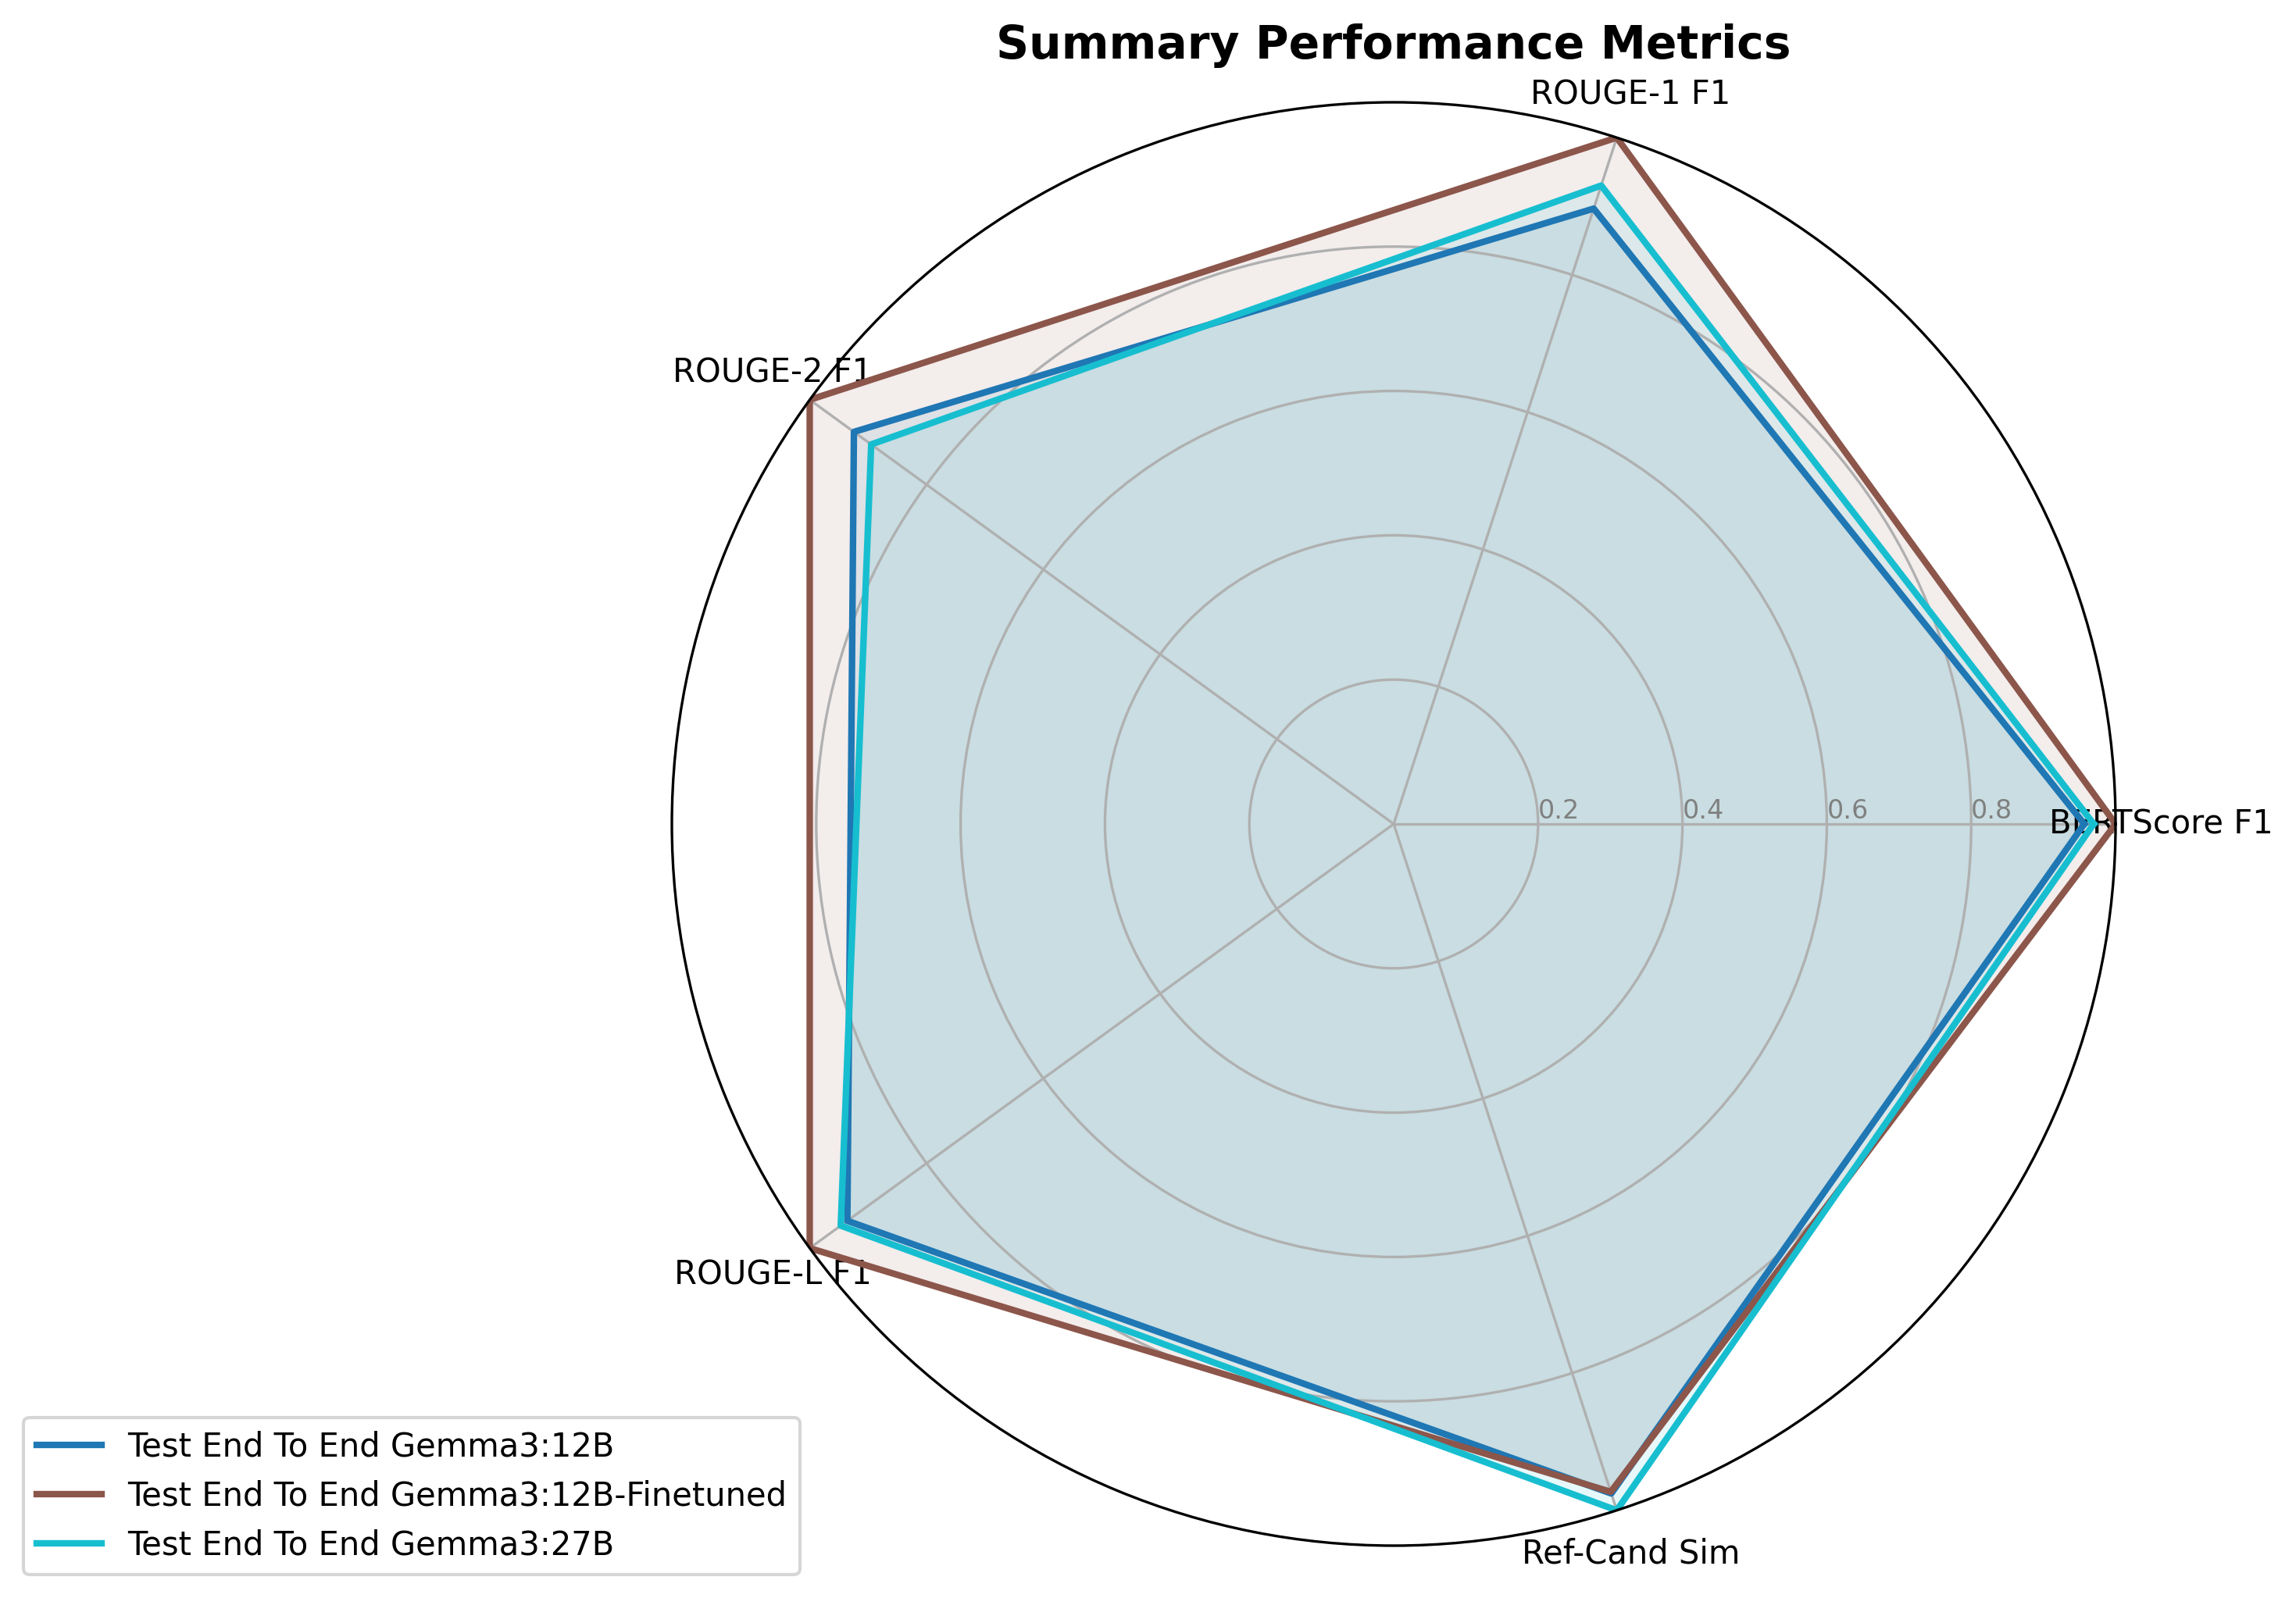 Summary Performance Metrics
ROUGE-1 F1
ROUGE-2 F1
0.2
0.4
0.6
0.8
BERTScore F1
ROUGE-L F1
Ref-Cand Sim
Test End To End Gemma3:12B
Test End To End Gemma3:12B-Finetuned
Test End To End Gemma3:27B